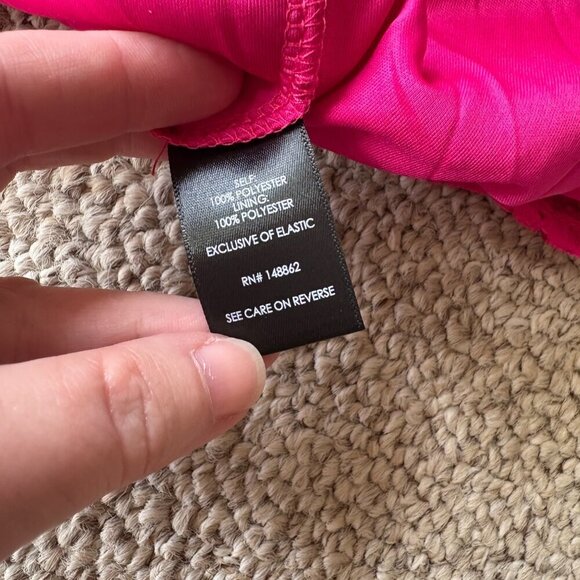 SELF:
100% POLYESTER
LINING:
100% POLYESTER
EXCLUSIVE OF ELASTIC
RN# 148862
SEE CARE ON REVERSE